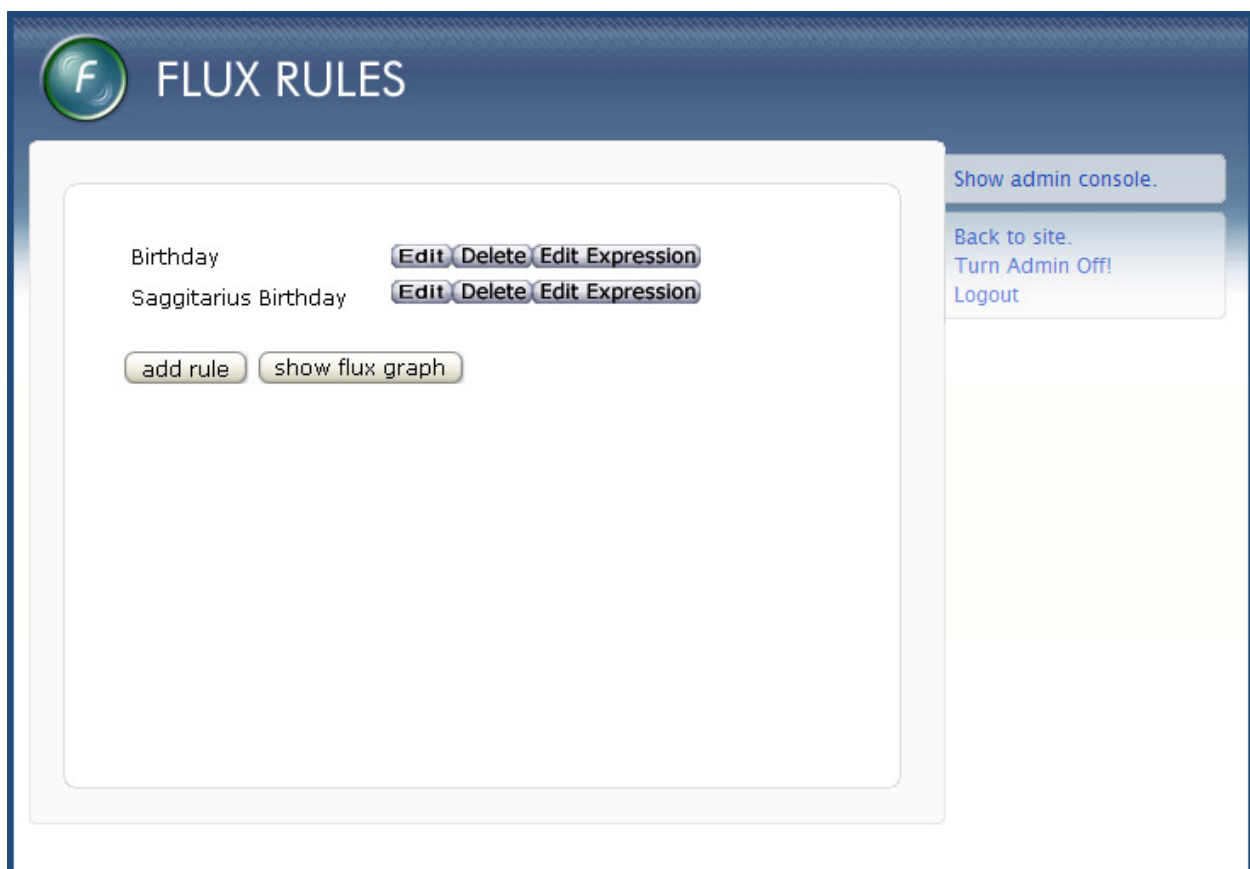 F FLUX RULES
Show admin console.
Back to site.
Turn Admin Off!
Logout
Birthday Edit Delete Edit Expression
Saggitarius Birthday Edit Delete Edit Expression
add rule show flux graph